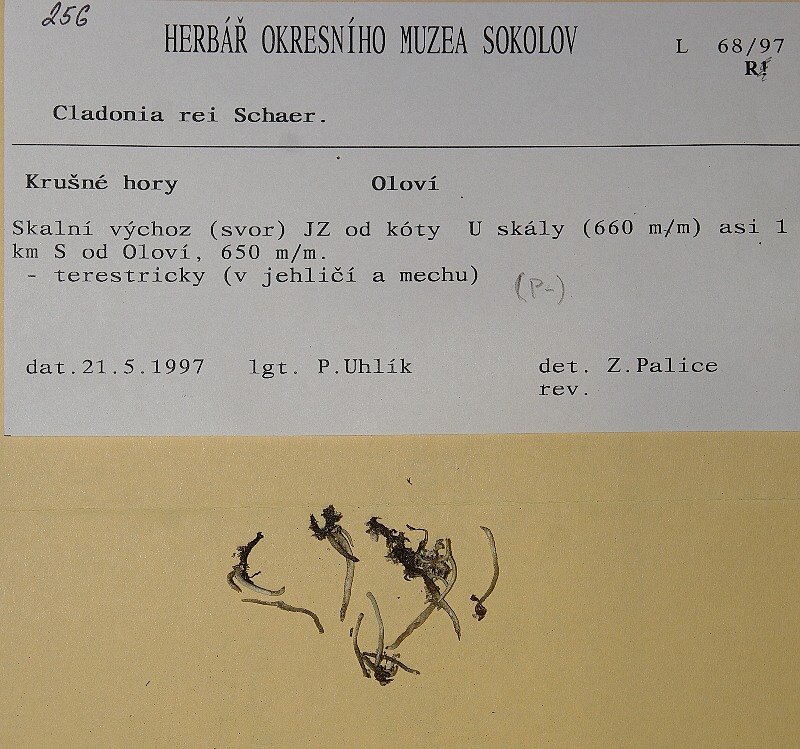 256
HERBÁŘ OKRESNÍHO MUZEA SOKOLOV
L 68/97
R!
Cladonia rei Schaer.
Krušné hory Oloví
Skalní výchoz (svor) JZ od kóty U skály (660 m/m) asi 1
km S od Oloví, 650 m/m.
- terestricky (v jehličí a mechu)
(P-)
dat.21.5.1997 lgt. P.Uhlík det. Z.Palice
rev.